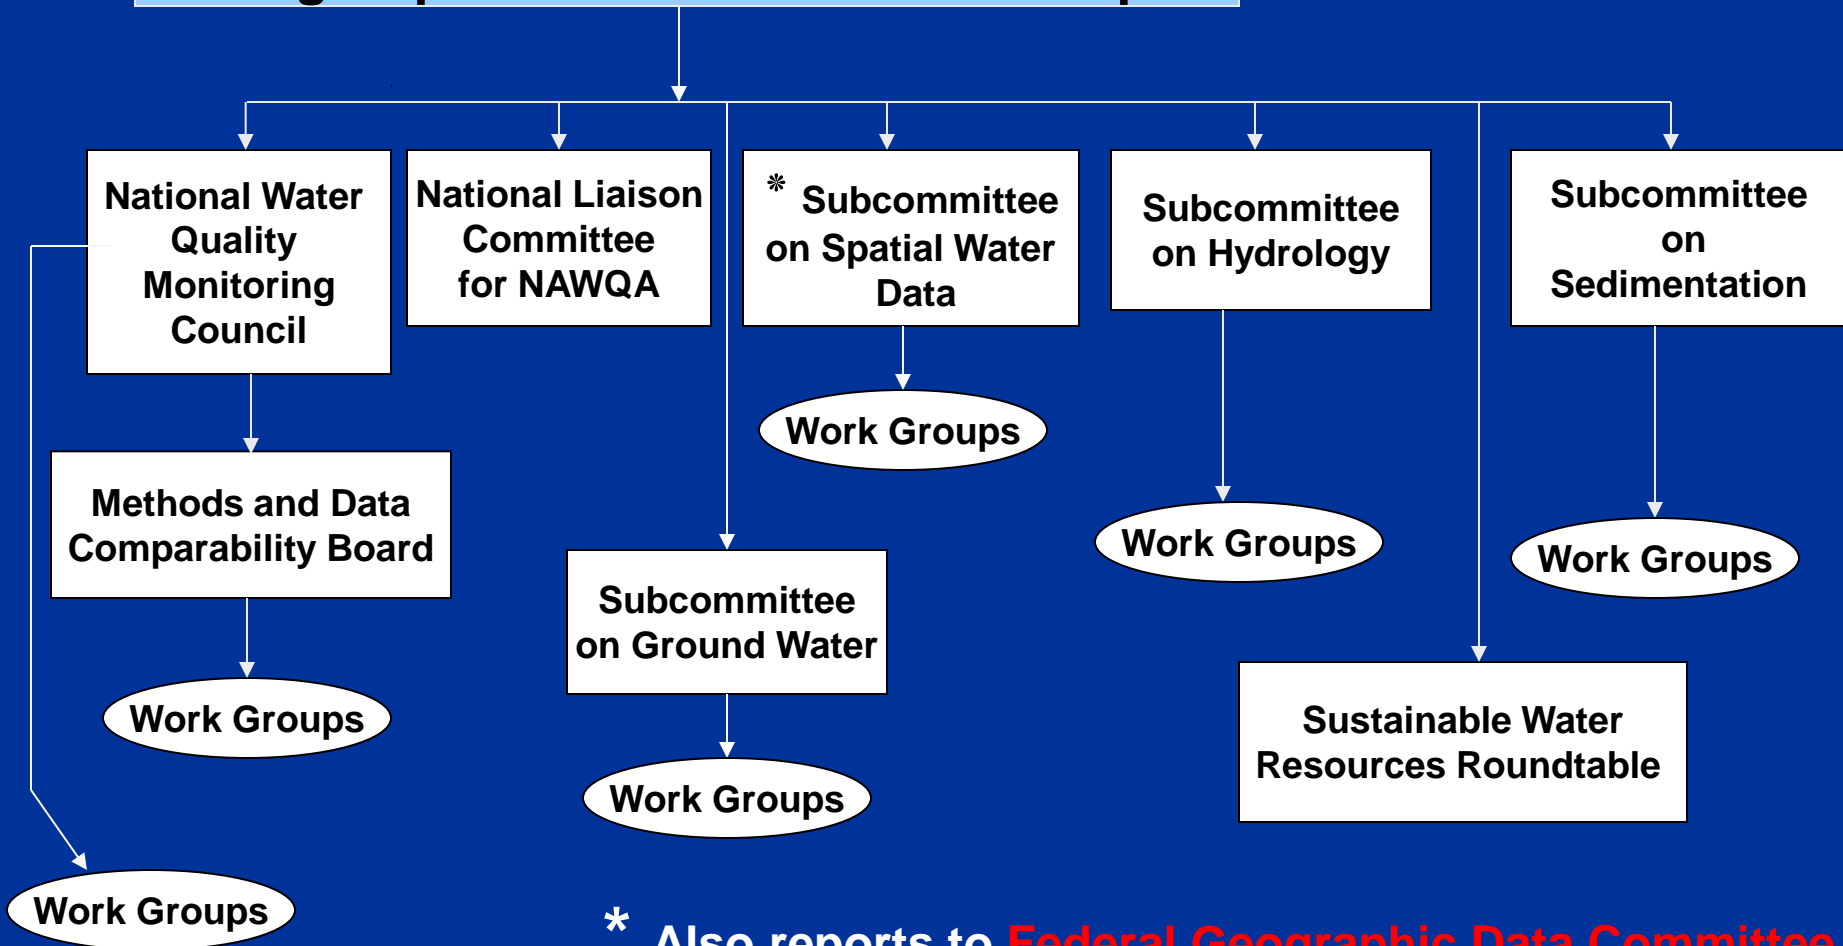 National Water
Quality
Monitoring
Council
National Liaison
Committee
for NAWQA
* Subcommittee
on Spatial Water
Data
Subcommittee
on Hydrology
Subcommittee
on
Sedimentation
Work Groups
Methods and Data
Comparability Board
Work Groups
Work Groups
Subcommittee
on Ground Water
Work Groups
Sustainable Water
Resources Roundtable
Work Groups
Work Groups
* Also reports to Federal Geographic Data Committee